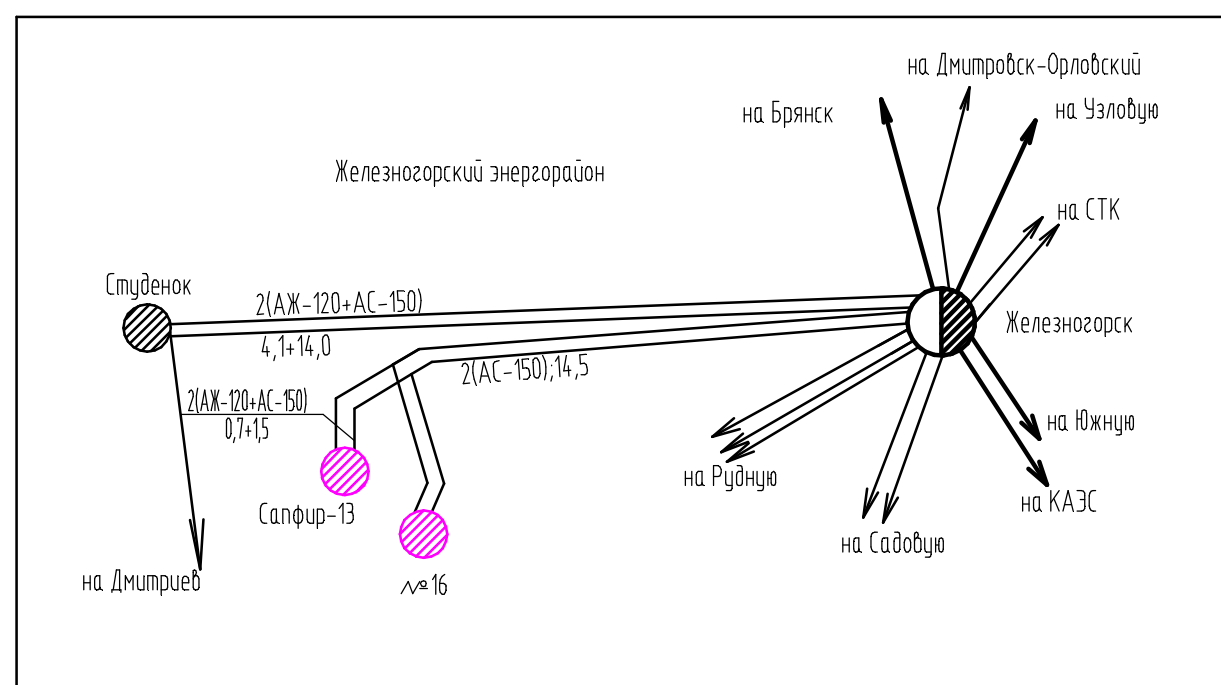 на Дмитровск-Орловский
на Брянск
на Узловую
Железногорский энергорайон
на СТК
Студенок
2(АЖ-120+АС-150)
4,1+14,0
Железногорск
2(АС-150);14,5
2(АЖ-120+АС-150)
0,7+1,5
на Южную
на Рудную
на КАЭС
Сапфир-13
на Садовую
на Дмитриев
№16